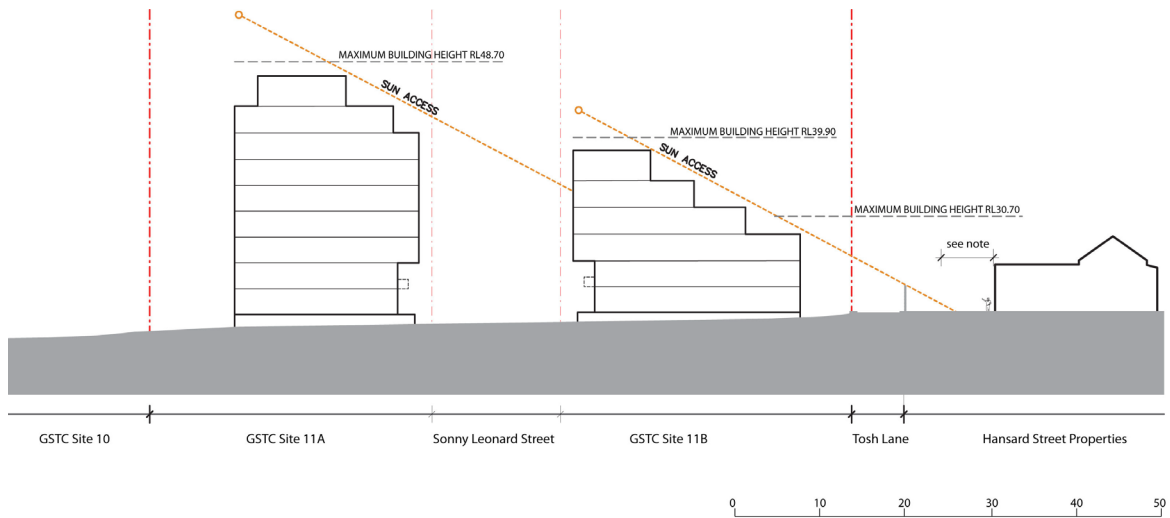 MAXIMUM BUILDING HEIGHT RL48.70
SUN ACCESS
MAXIMUM BUILDING HEIGHT RL39.90
SUN ACCESS
MAXIMUM BUILDING HEIGHT RL30.70
see note
GSTC Site 10
GSTC Site 11A
Sonny Leonard Street
GSTC Site 11B
Tosh Lane
Hansard Street Properties
0 10 20 30 40 50